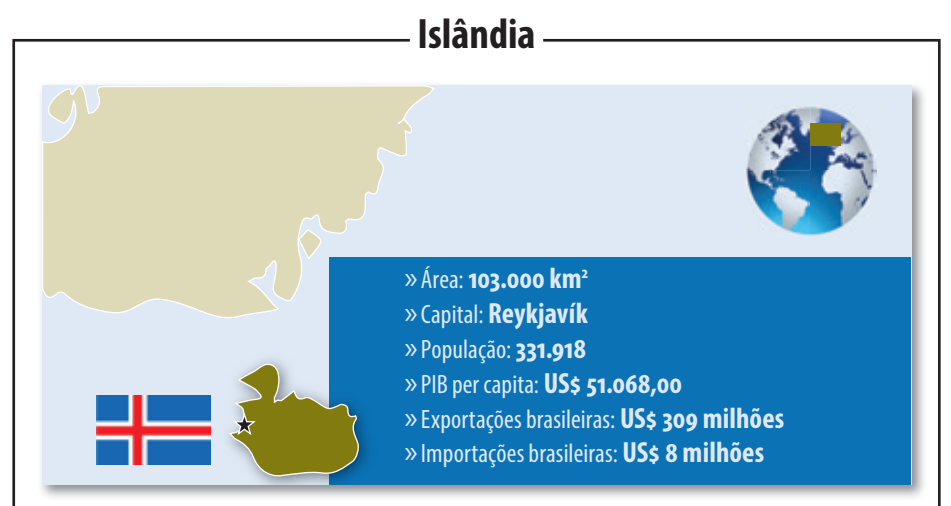 Islândia
» Área: 103.000 km²
» Capital: Reykjavík
» População: 331.918
» PIB per capita: US$ 51.068,00
» Exportações brasileiras: US$ 309 milhões
» Importações brasileiras: US$ 8 milhões